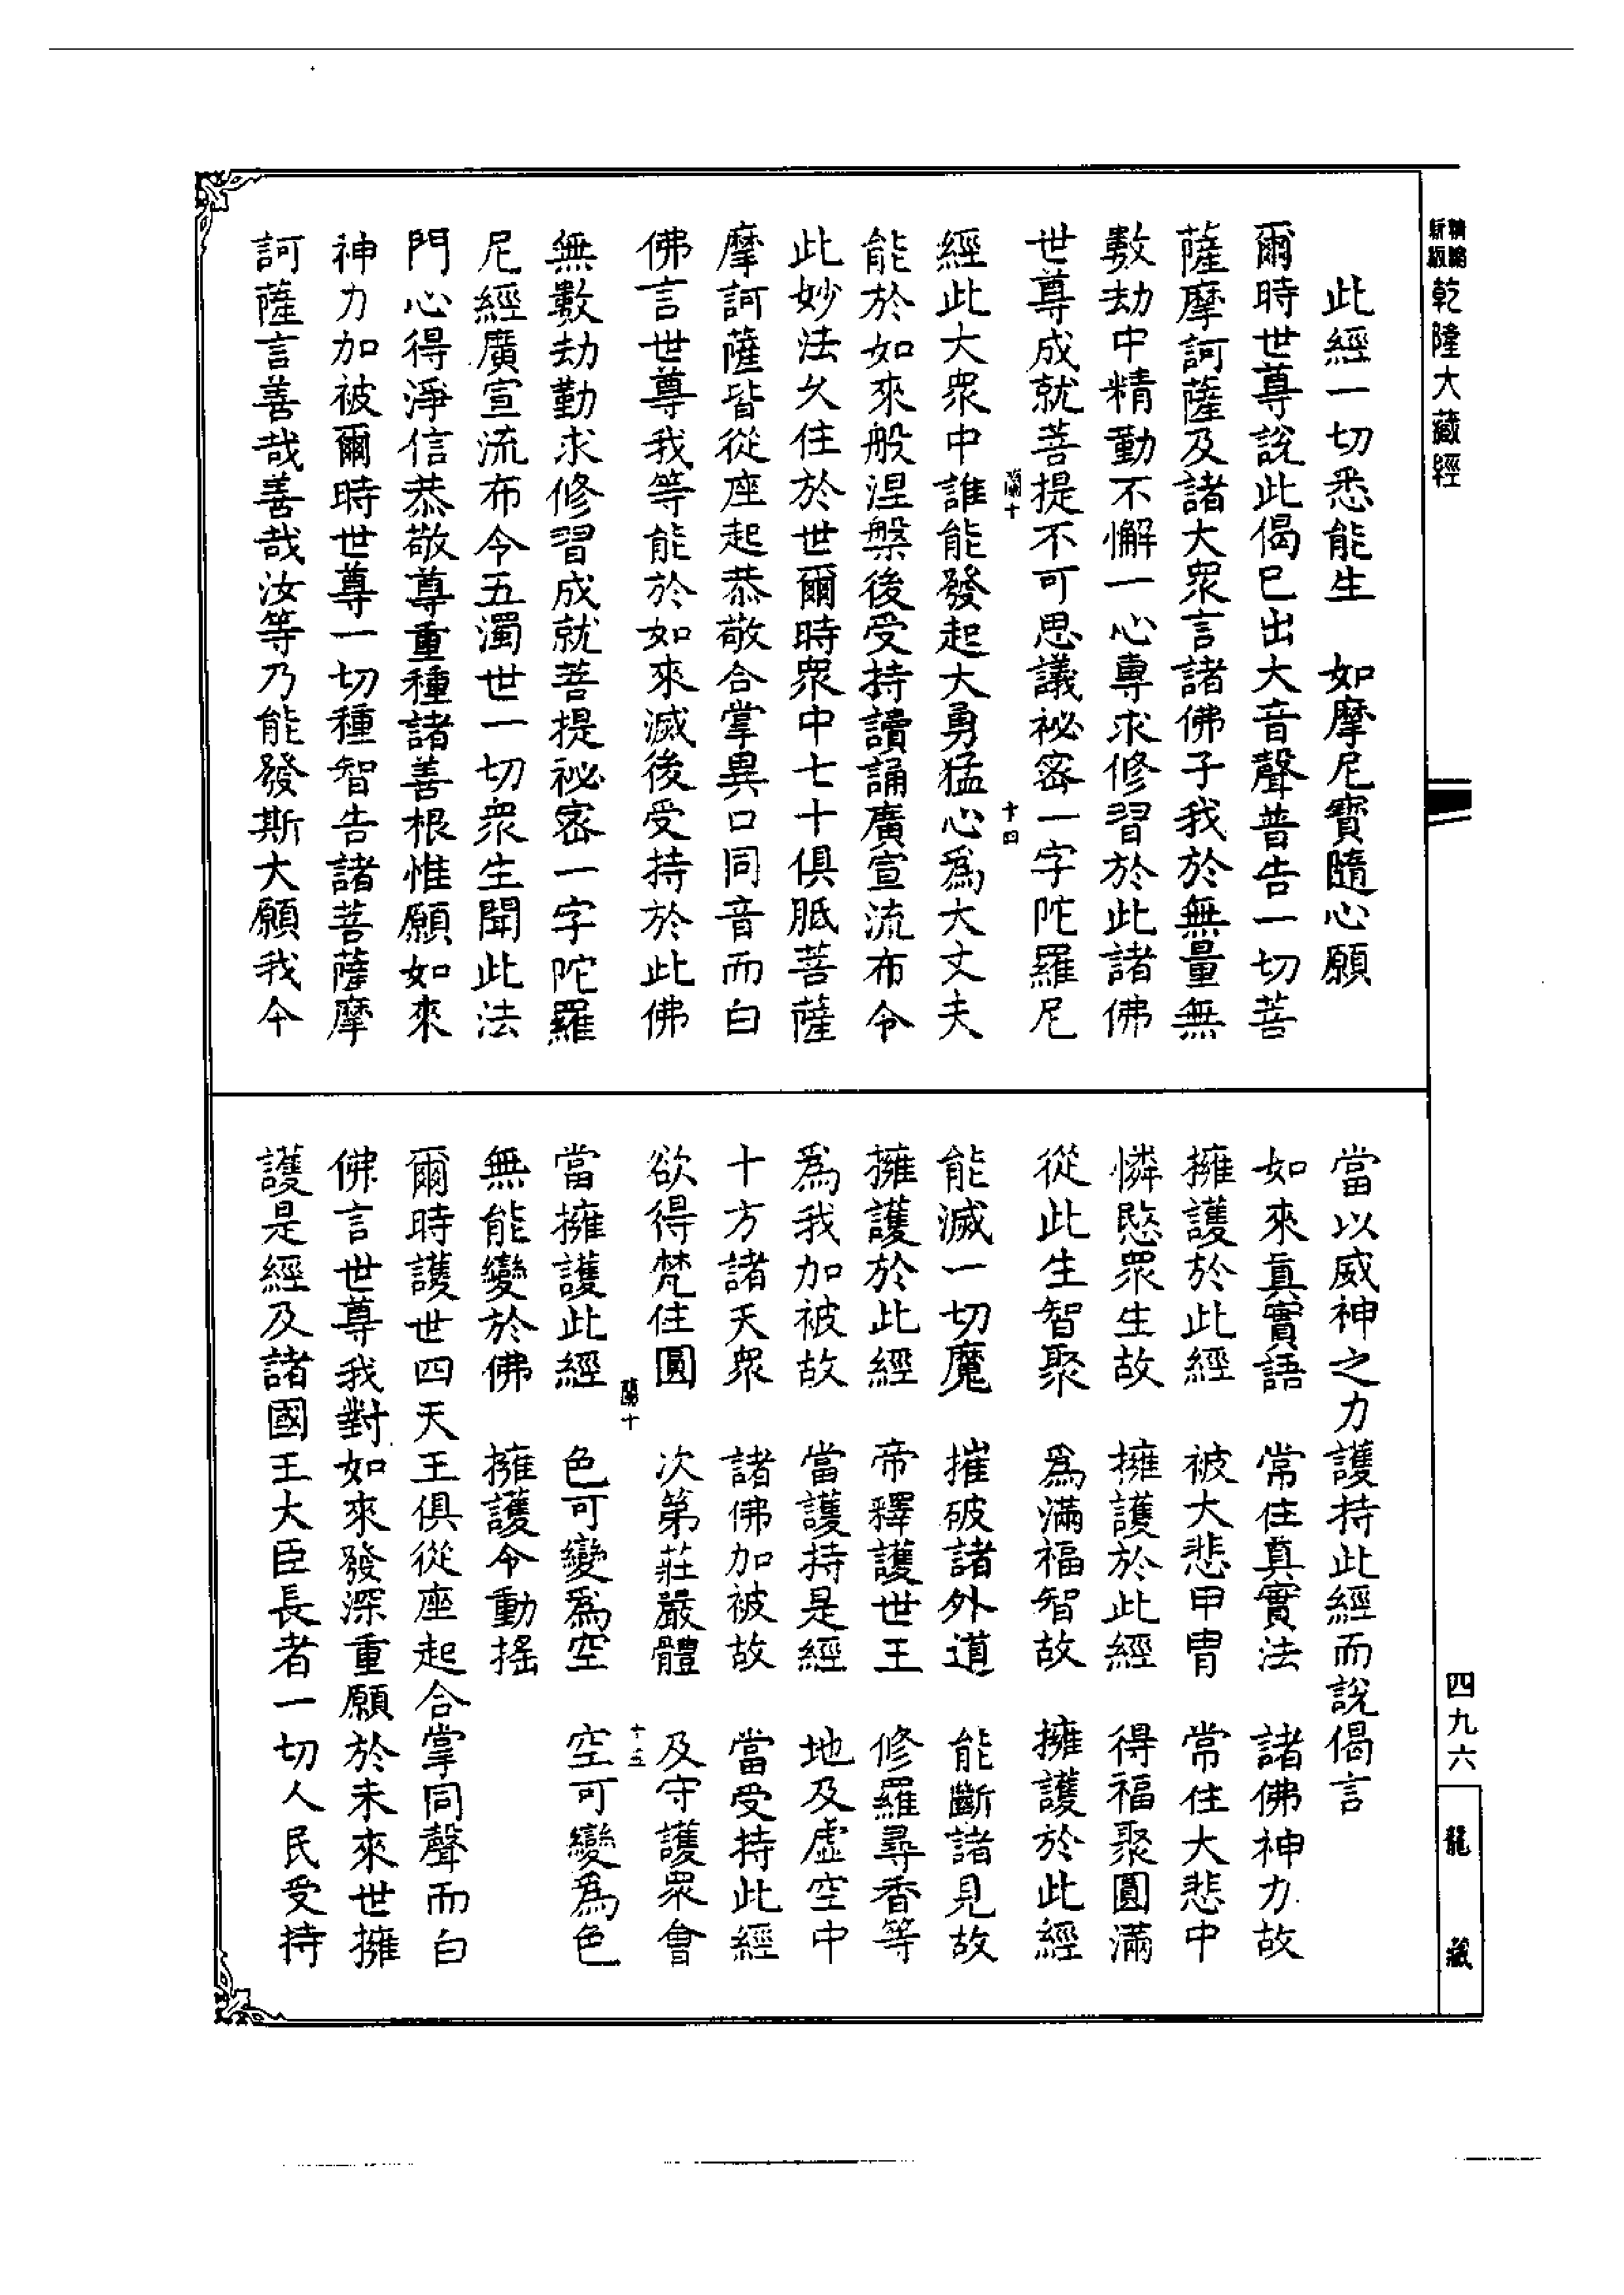 新版精縮乾隆大藏經
此經一切悉能生　如摩尼寶隨心願
爾時世尊說此偈已出大音聲普告一切菩
薩摩訶薩及諸大衆言諸佛子我於無量無
數劫中精勤不懈一心專求修習於此諸佛
世尊成就菩提不可思議祕密一字陀羅尼
蘭十
十四
經此大衆中誰能發起大勇猛心爲大丈夫
能於如來般涅槃後受持讀誦廣宣流布令
此妙法久住於世爾時衆中七十俱胝菩薩
摩訶薩皆從座起恭敬合掌異口同音而白
佛言世尊我等能於如來滅後受持於此佛
無數劫勤求修習成就菩提祕密一字陀羅
尼經廣宣流布令五濁世一切衆生聞此法
門心得淨信恭敬尊重種諸善根惟願如來
神力加被爾時世尊一切種智告諸菩薩摩
訶薩言善哉善哉汝等乃能發斯大願我今
當以威神之力護持此經而說偈言
如來真實語　常住真實法　諸佛神力故
擁護於此經　被大悲甲冑　常住大悲中
憐愍衆生故　擁護於此經　得福聚圓滿
從此生智聚　爲滿福智故　擁護於此經
能滅一切魔　摧破諸外道　能斷諸見故
擁護於此經　帝釋護世王　修羅尋香等
爲我加被故　當護持是經　地及虛空中
十方諸天衆　諸佛加被故　當受持此經
欲得梵住圓　次第莊嚴體　及守護衆會
蘭十
十五
當擁護此經　色可變爲空　空可變爲色
無能變於佛　擁護令動搖
爾時護世四天王俱從座起合掌同聲而白
佛言世尊我對如來發深重願於未來世擁
護是經及諸國王大臣長者一切人民受持
四九六
龍藏